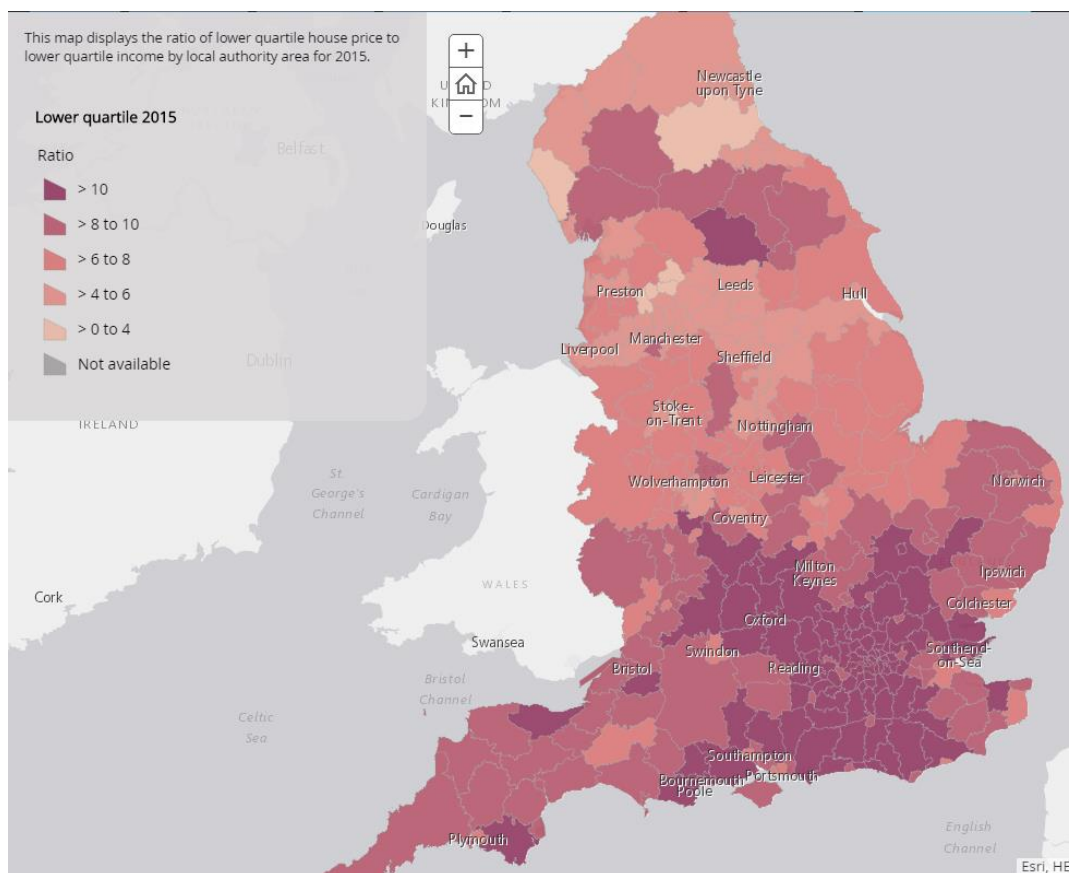 This map displays the ratio of lower quartile house price to
lower quartile income by local authority area for 2015.
Lower quartile 2015
Ratio
> 10
> 8 to 10
> 6 to 8
> 4 to 6
> 0 to 4
Not available
+
−
Belfast
Douglas
Dublin
IRELAND
Cork
St.
George's
Channel
Cardigan
Bay
WALES
Swansea
Bristol
Channel
Celtic
Sea
Newcastle
upon Tyne
Preston
Leeds
Hull
Liverpool
Manchester
Sheffield
Stoke-
on-Trent
Nottingham
Wolverhampton
Leicester
Norwich
Coventry
Milton
Keynes
Ipswich
Colchester
Oxford
Swindon
Southend-
on-Sea
Bristol
Reading
Southampton
Bournemouth
Portsmouth
Poole
Plymouth
English
Channel
Esri, HE